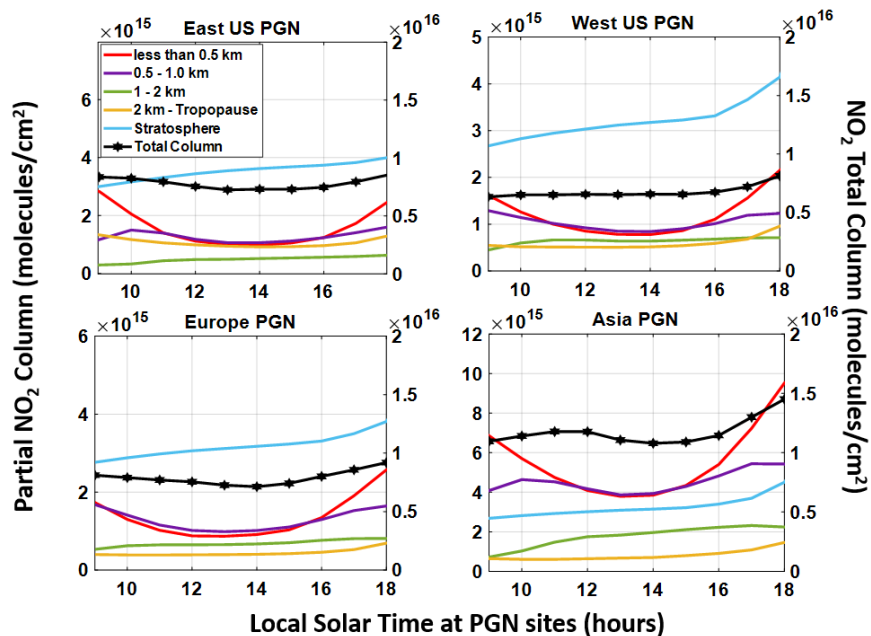 ×10^15
East US PGN
×10^16
less than 0.5 km
0.5 - 1.0 km
1 - 2 km
2 km - Tropopause
Stratosphere
Total Column
6
4
2
0
2
1.5
1
0.5
0
10 12 14 16 18
×10^15
West US PGN
×10^16
5
4
3
2
1
0
2
1.5
1
0.5
0
10 12 14 16 18
×10^15
Europe PGN
×10^16
6
4
2
0
2
1.5
1
0.5
0
10 12 14 16 18
×10^15
Asia PGN
×10^16
12
10
8
6
4
2
0
2
1.5
1
0.5
0
10 12 14 16 18
Partial NO2 Column (molecules/cm2)
NO2 Total Column (molecules/cm2)
Local Solar Time at PGN sites (hours)